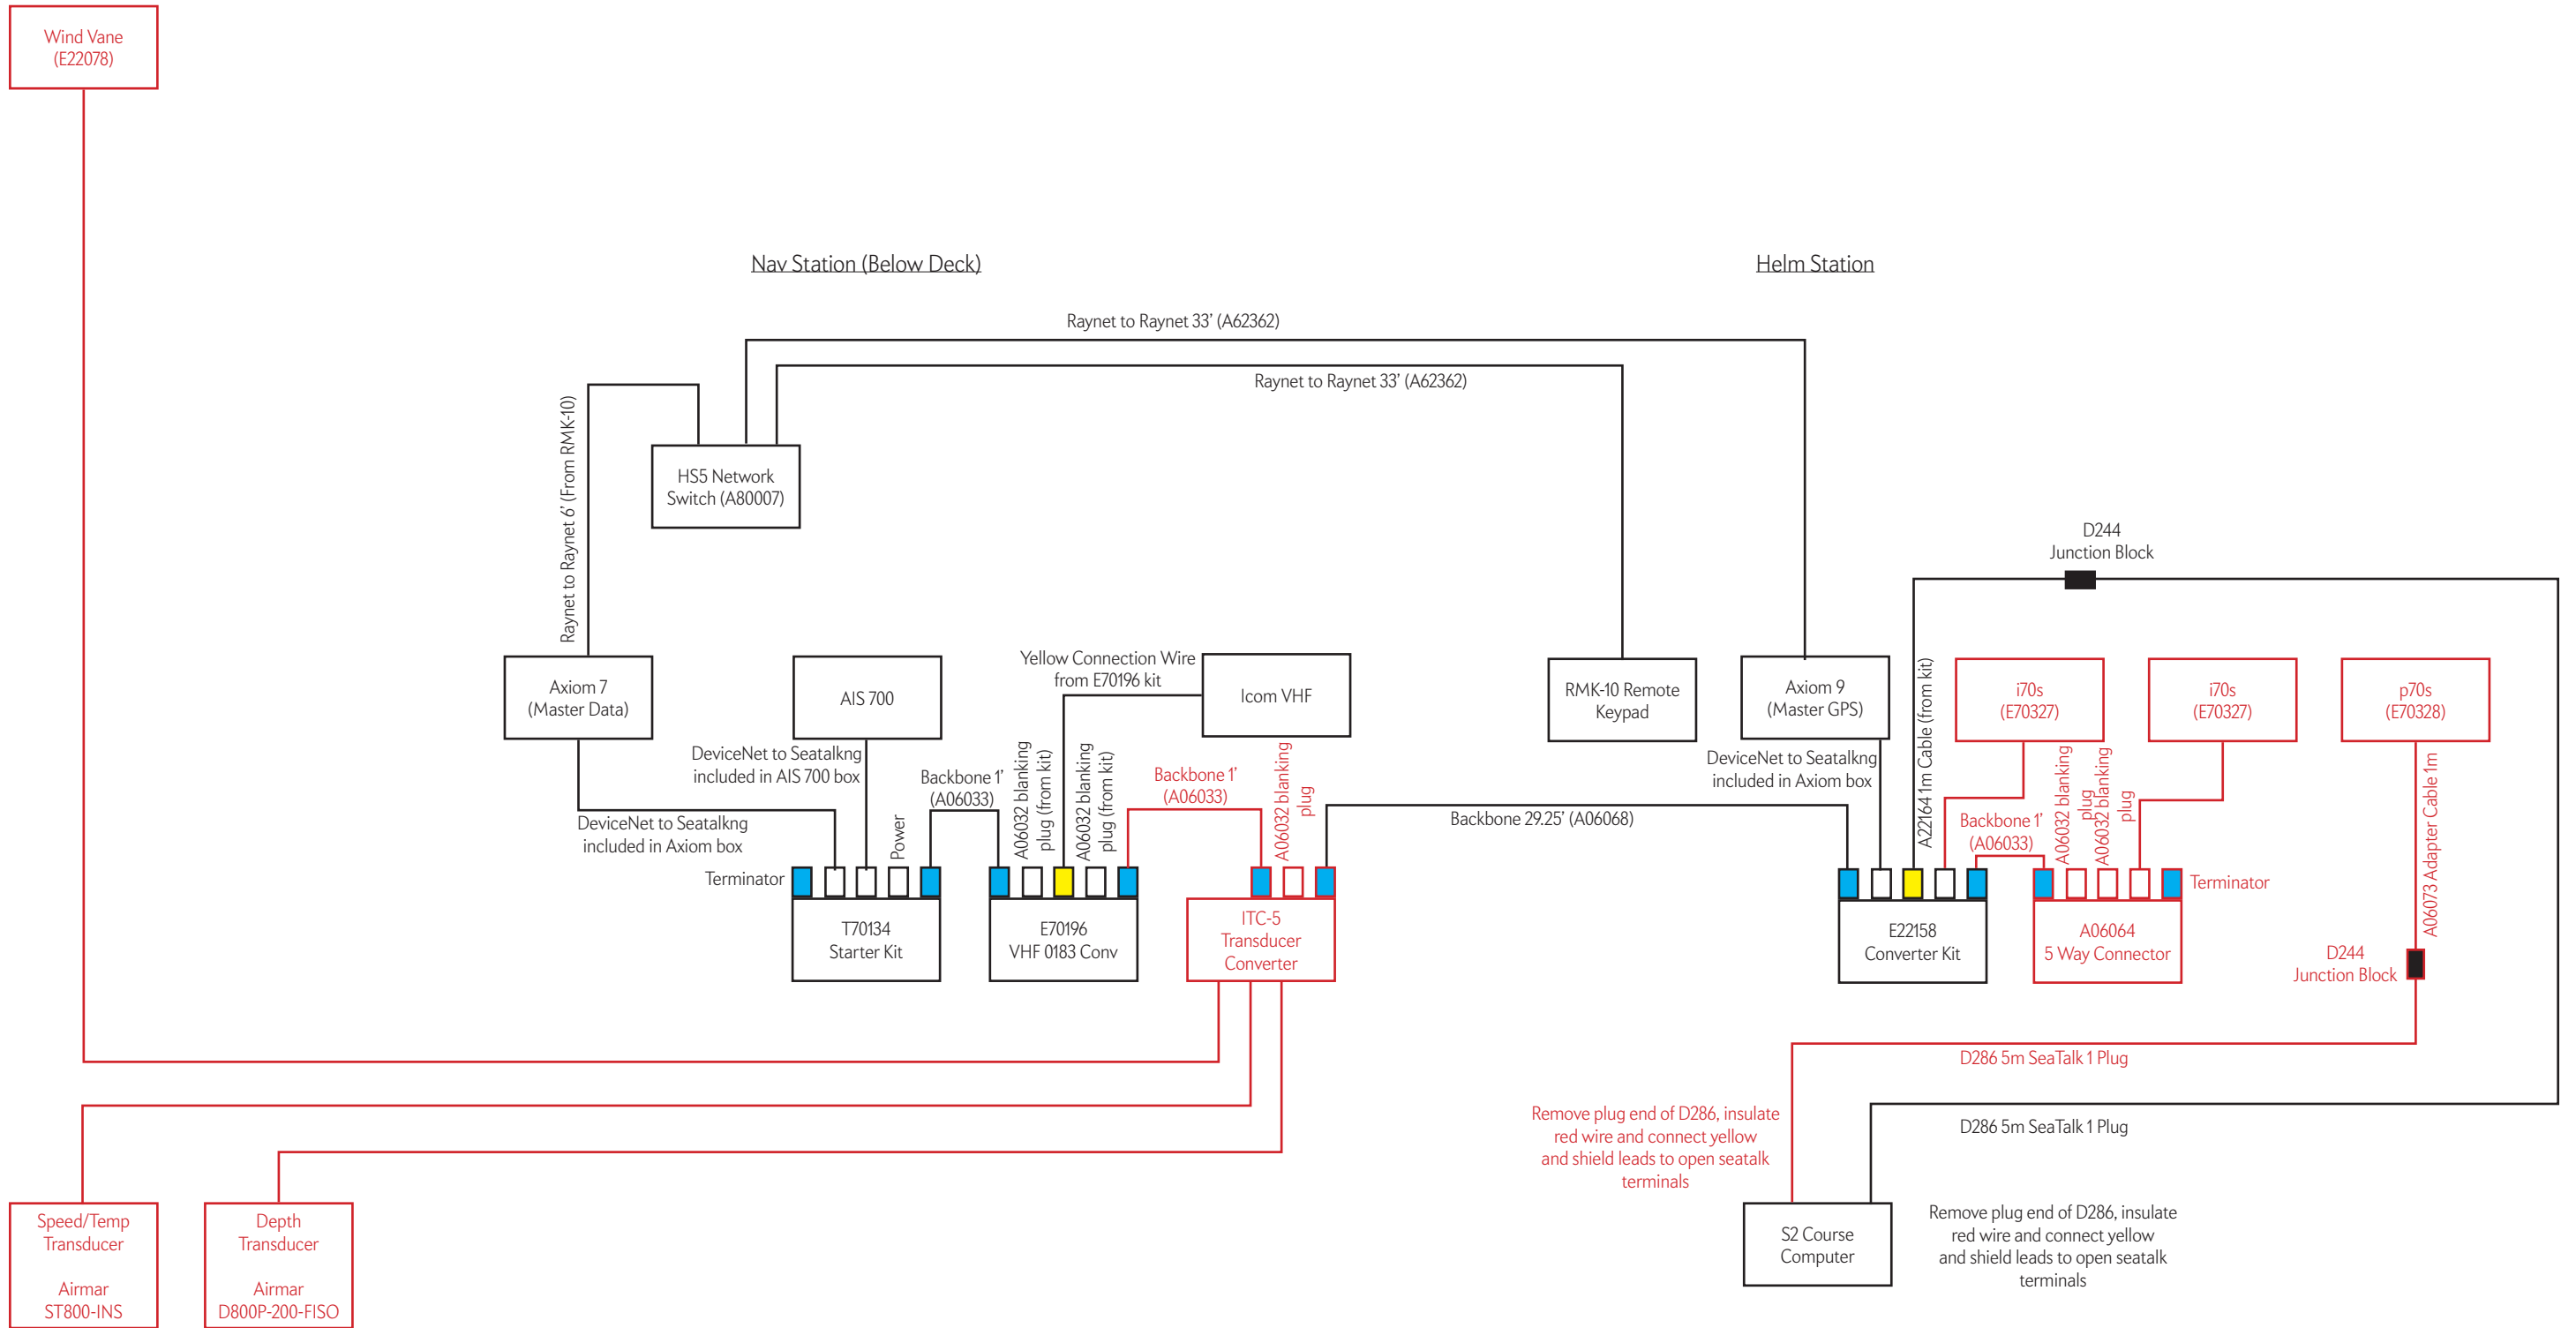 Wind Vane
(E22078)
Nav Station (Below Deck)
Helm Station
Raynet to Raynet 33’ (A62362)
Raynet to Raynet 33’ (A62362)
Raynet to Raynet 6’ (From RMK-10)
HS5 Network
Switch (A80007)
D244
Junction Block
Axiom 7
(Master Data)
AIS 700
Yellow Connection Wire
from E70196 kit
Icom VHF
RMK-10 Remote
Keypad
Axiom 9
(Master GPS)
A22164 1m Cable (from kit)
i70s
(E70327)
i70s
(E70327)
p70s
(E70328)
DeviceNet to Seatalkng
included in AIS 700 box
DeviceNet to Seatalkng
included in Axiom box
Power
Backbone 1’
(A06033)
A06032 blanking
plug (from kit)
A06032 blanking
plug (from kit)
Backbone 1’
(A06033)
A06032 blanking
plug
Backbone 29.25’ (A06068)
DeviceNet to Seatalkng
included in Axiom box
Backbone 1’
(A06033)
A06032 blanking
plug
A06032 blanking
plug
A06073 Adapter Cable 1m
Terminator
Terminator
T70134
Starter Kit
E70196
VHF 0183 Conv
ITC-5
Transducer
Converter
E22158
Converter Kit
A06064
5 Way Connector
D244
Junction Block
D286 5m SeaTalk 1 Plug
Remove plug end of D286, insulate
red wire and connect yellow
and shield leads to open seatalk
terminals
D286 5m SeaTalk 1 Plug
Speed/Temp
Transducer
Airmar
ST800-INS
Depth
Transducer
Airmar
D800P-200-FISO
S2 Course
Computer
Remove plug end of D286, insulate
red wire and connect yellow
and shield leads to open seatalk
terminals